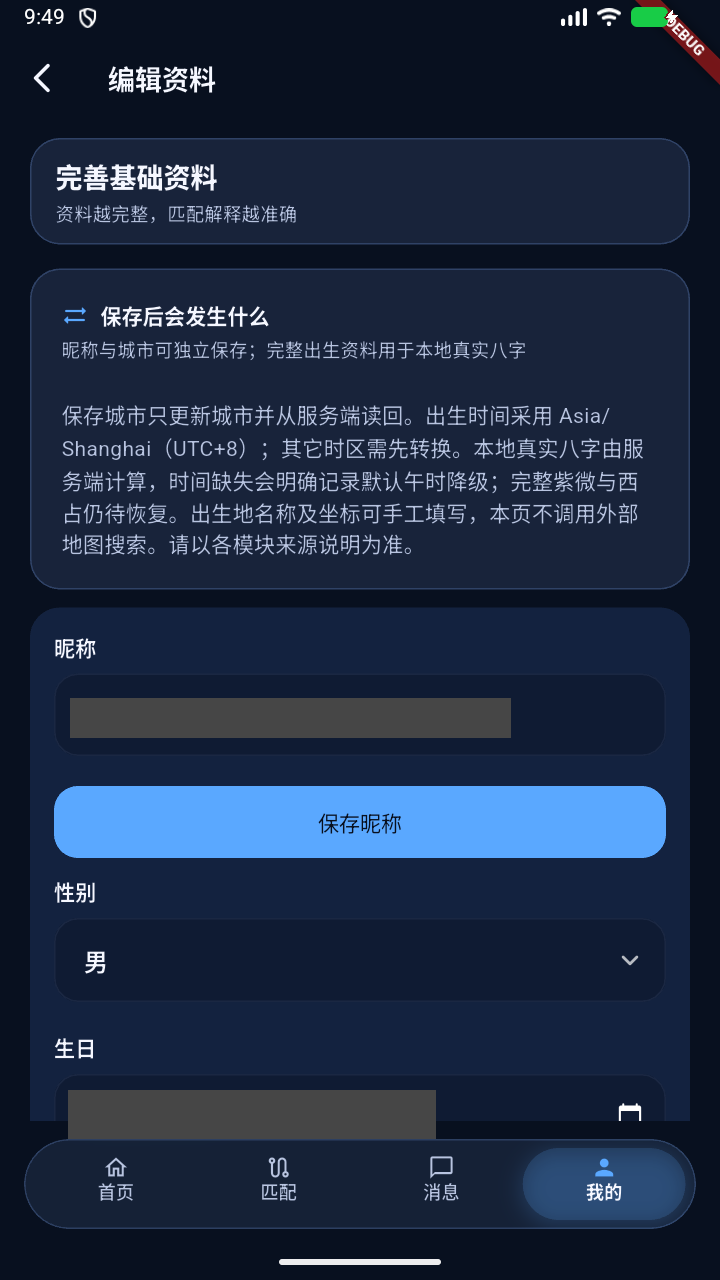 9:49
DEBUG
编辑资料
完善基础资料
资料越完整，匹配解释越准确
保存后会发生什么
昵称与城市可独立保存；完整出生资料用于本地真实八字
保存城市只更新城市并从服务端读回。出生时间采用 Asia/
Shanghai（UTC+8）；其它时区需先转换。本地真实八字由服
务端计算，时间缺失会明确记录默认午时降级；完整紫微与西
占仍待恢复。出生地名称及坐标可手工填写，本页不调用外部
地图搜索。请以各模块来源说明为准。
昵称
保存昵称
性别
男
生日
首页
匹配
消息
我的